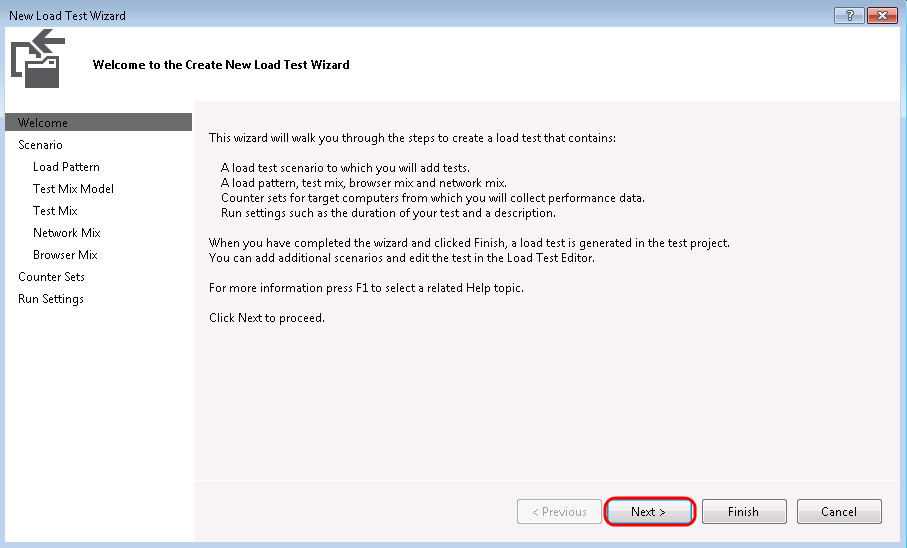 New Load Test Wizard
?
Welcome to the Create New Load Test Wizard
Welcome
Scenario
Load Pattern
Test Mix Model
Test Mix
Network Mix
Browser Mix
Counter Sets
Run Settings
This wizard will walk you through the steps to create a load test that contains:
A load test scenario to which you will add tests.
A load pattern, test mix, browser mix and network mix.
Counter sets for target computers from which you will collect performance data.
Run settings such as the duration of your test and a description.
When you have completed the wizard and clicked Finish, a load test is generated in the test project.
You can add additional scenarios and edit the test in the Load Test Editor.
For more information press F1 to select a related Help topic.
Click Next to proceed.
< Previous
Next >
Finish
Cancel